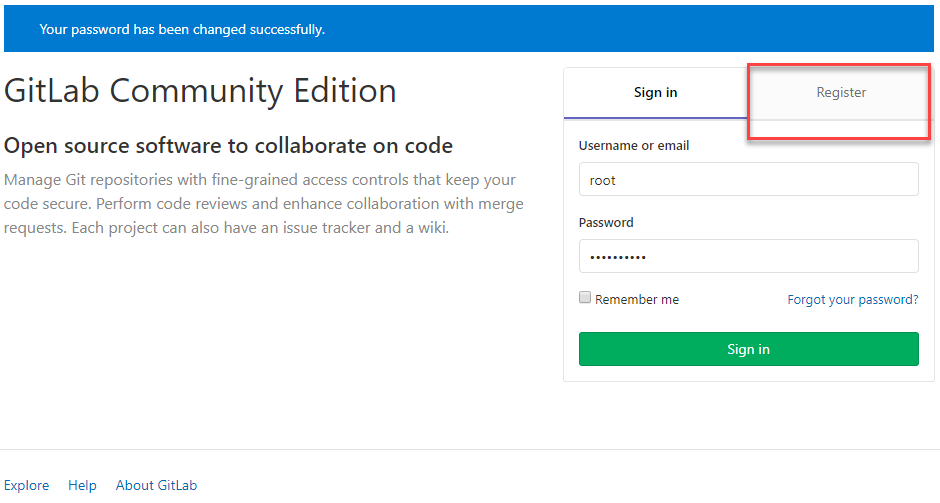 Your password has been changed successfully.
GitLab Community Edition
Open source software to collaborate on code
Manage Git repositories with fine-grained access controls that keep your
code secure. Perform code reviews and enhance collaboration with merge
requests. Each project can also have an issue tracker and a wiki.
Sign in Register
Username or email
root
Password
••••••••••
Remember me Forgot your password?
Sign in
Explore Help About GitLab